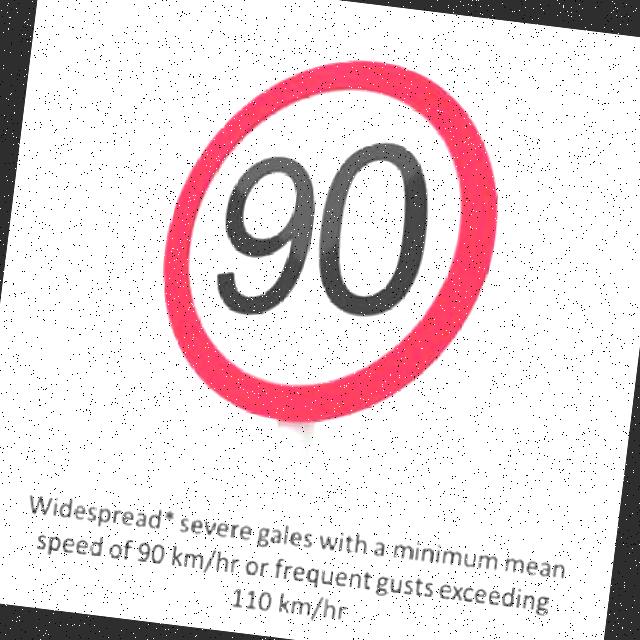 90
Widespread* severe gales with a minimum mean
speed of 90 km/hr or frequent gusts exceeding
110 km/hr